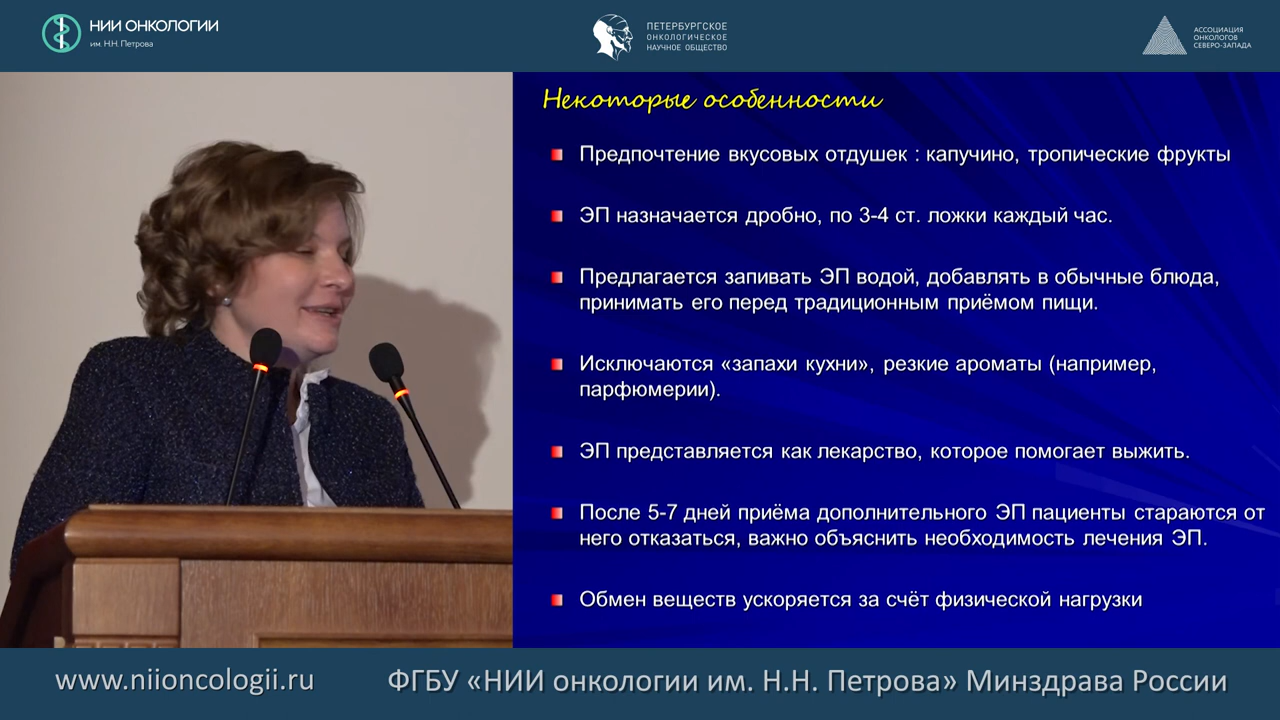 НИИ ОНКОЛОГИИ
им. Н.Н. Петрова
ПЕТЕРБУРГСКОЕ
ОНКОЛОГИЧЕСКОЕ
НАУЧНОЕ ОБЩЕСТВО
АССОЦИАЦИЯ
ОНКОЛОГОВ
СЕВЕРО-ЗАПАДА
Некоторые особенности
Предпочтение вкусовых отдушек : капучино, тропические фрукты
ЭП назначается дробно, по 3-4 ст. ложки каждый час.
Предлагается запивать ЭП водой, добавлять в обычные блюда,
принимать его перед традиционным приёмом пищи.
Исключаются «запахи кухни», резкие ароматы (например,
парфюмерии).
ЭП представляется как лекарство, которое помогает выжить.
После 5-7 дней приёма дополнительного ЭП пациенты стараются от
него отказаться, важно объяснить необходимость лечения ЭП.
Обмен веществ ускоряется за счёт физической нагрузки
www.niioncologii.ru
ФГБУ «НИИ онкологии им. Н.Н. Петрова» Минздрава России